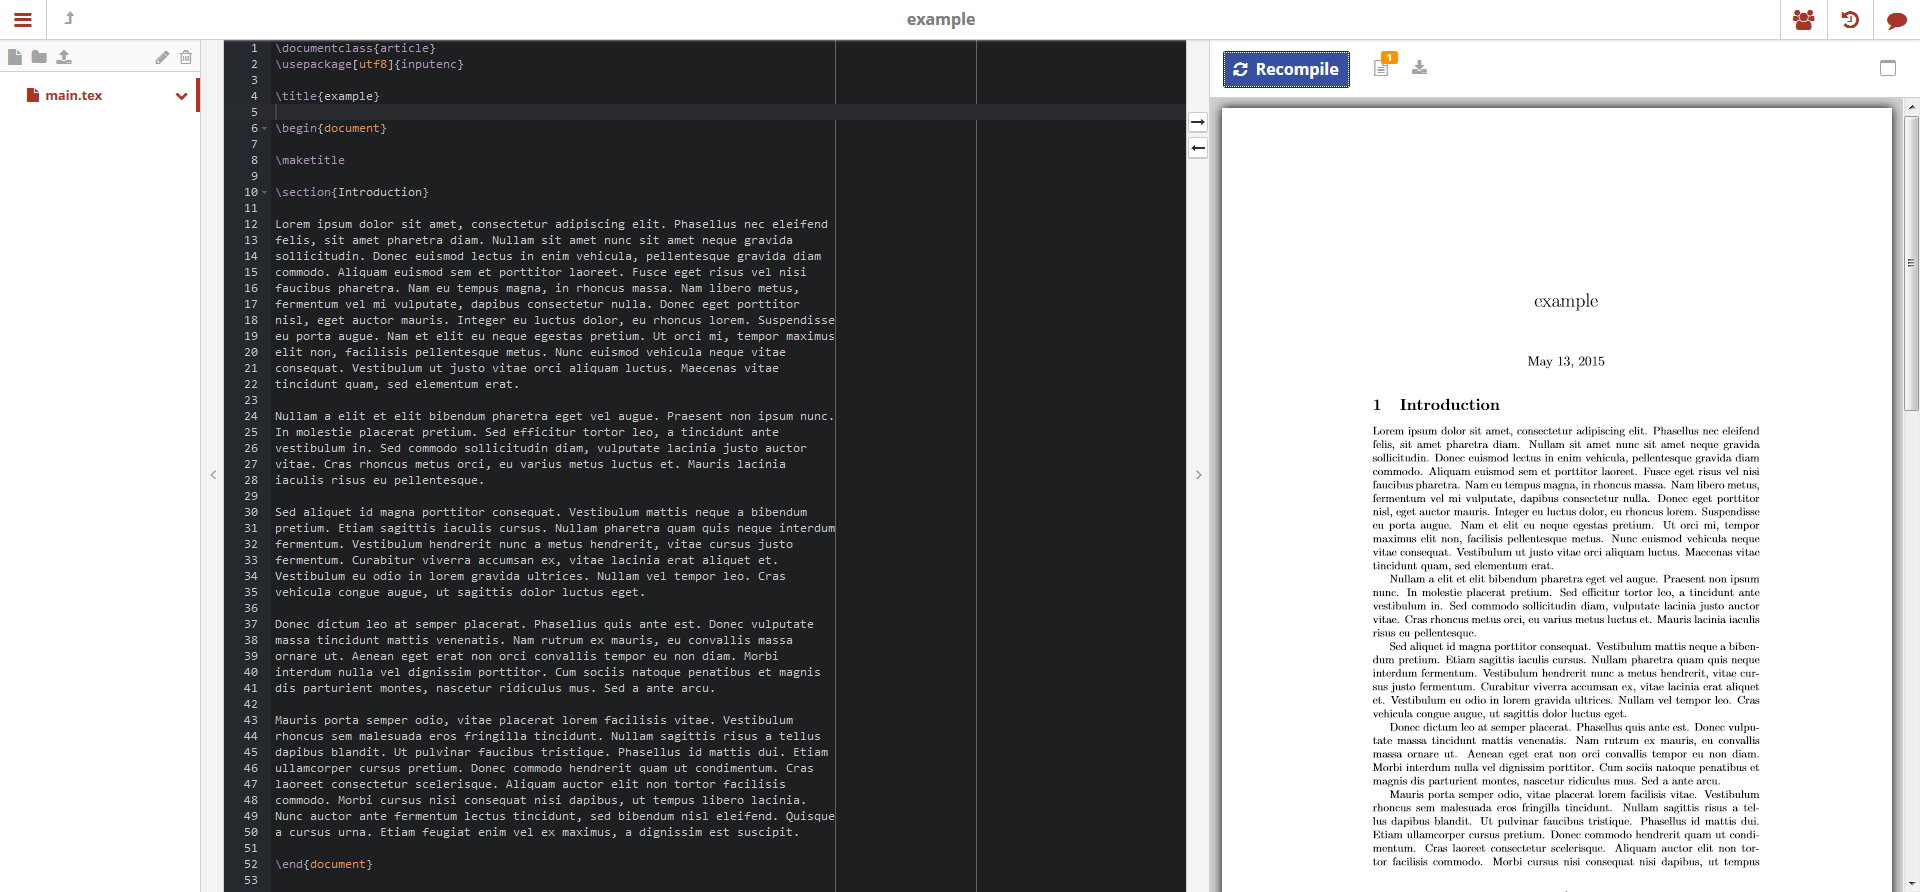 example
main.tex
1 \documentclass{article}
2 \usepackage[utf8]{inputenc}
3
4 \title{example}
5
6 \begin{document}
7
8 \maketitle
9
10 \section{Introduction}
11
12 Lorem ipsum dolor sit amet, consectetur adipiscing elit. Phasellus nec eleifend
13 felis, sit amet pharetra diam. Nullam sit amet nunc sit amet neque gravida
14 sollicitudin. Donec euismod lectus in enim vehicula, pellentesque gravida diam
15 commodo. Aliquam euismod sem et porttitor laoreet. Fusce eget risus vel nisi
16 faucibus pharetra. Nam eu tempus magna, in rhoncus massa. Nam libero metus,
17 fermentum vel mi vulputate, dapibus consectetur nulla. Donec eget porttitor
18 nisl, eget auctor mauris. Integer eu luctus dolor, eu rhoncus lorem. Suspendisse
19 eu porta augue. Nam et elit eu neque egestas pretium. Ut orci mi, tempor maximus
20 elit non, facilisis pellentesque metus. Nunc euismod vehicula neque vitae
21 consequat. Vestibulum ut justo vitae orci aliquam luctus. Maecenas vitae
22 tincidunt quam, sed elementum erat.
23
24 Nullam a elit et elit bibendum pharetra eget vel augue. Praesent non ipsum nunc.
25 In molestie placerat pretium. Sed efficitur tortor leo, a tincidunt ante
26 vestibulum in. Sed commodo sollicitudin diam, vulputate lacinia justo auctor
27 vitae. Cras rhoncus metus orci, eu varius metus luctus et. Mauris lacinia
28 iaculis risus eu pellentesque.
29
30 Sed aliquet id magna porttitor consequat. Vestibulum mattis neque a bibendum
31 pretium. Etiam sagittis iaculis cursus. Nullam pharetra quam quis neque interdum
32 fermentum. Vestibulum hendrerit nunc a metus hendrerit, vitae cursus justo
33 fermentum. Curabitur viverra accumsan ex, vitae lacinia erat aliquet et.
34 Vestibulum eu odio in lorem gravida ultrices. Nullam vel tempor leo. Cras
35 vehicula congue augue, ut sagittis dolor luctus eget.
36
37 Donec dictum leo at semper placerat. Phasellus quis ante est. Donec vulputate
38 massa tincidunt mattis venenatis. Nam rutrum ex mauris, eu convallis massa
39 ornare ut. Aenean eget erat non orci convallis tempor eu non diam. Morbi
40 interdum nulla vel dignissim porttitor. Cum sociis natoque penatibus et magnis
41 dis parturient montes, nascetur ridiculus mus. Sed a ante arcu.
42
43 Mauris porta semper odio, vitae placerat lorem facilisis vitae. Vestibulum
44 rhoncus sem malesuada eros fringilla tincidunt. Nullam sagittis risus a tellus
45 dapibus blandit. Ut pulvinar faucibus tristique. Phasellus id mattis dui. Etiam
46 ullamcorper cursus pretium. Donec commodo hendrerit quam ut condimentum. Cras
47 laoreet consectetur scelerisque. Aliquam auctor elit non tortor facilisis
48 commodo. Morbi cursus nisi consequat nisi dapibus, ut tempus libero lacinia.
49 Nunc auctor ante fermentum lectus tincidunt, sed bibendum nisl eleifend. Quisque
50 a cursus urna. Etiam feugiat enim vel ex maximus, a dignissim est suscipit.
51
52 \end{document}
53
Recompile
1
example
May 13, 2015
1 Introduction
Lorem ipsum dolor sit amet, consectetur adipiscing elit. Phasellus nec eleifend
felis, sit amet pharetra diam. Nullam sit amet nunc sit amet neque gravida
sollicitudin. Donec euismod lectus in enim vehicula, pellentesque gravida diam
commodo. Aliquam euismod sem et porttitor laoreet. Fusce eget risus vel nisi
faucibus pharetra. Nam eu tempus magna, in rhoncus massa. Nam libero metus,
fermentum vel mi vulputate, dapibus consectetur nulla. Donec eget porttitor
nisl, eget auctor mauris. Integer eu luctus dolor, eu rhoncus lorem. Suspendisse
eu porta augue. Nam et elit eu neque egestas pretium. Ut orci mi, tempor
maximus elit non, facilisis pellentesque metus. Nunc euismod vehicula neque
vitae consequat. Vestibulum ut justo vitae orci aliquam luctus. Maecenas vitae
tincidunt quam, sed elementum erat.
Nullam a elit et elit bibendum pharetra eget vel augue. Praesent non ipsum
nunc. In molestie placerat pretium. Sed efficitur tortor leo, a tincidunt ante
vestibulum in. Sed commodo sollicitudin diam, vulputate lacinia justo auctor
vitae. Cras rhoncus metus orci, eu varius metus luctus et. Mauris lacinia iaculis
risus eu pellentesque.
Sed aliquet id magna porttitor consequat. Vestibulum mattis neque a biben-
dum pretium. Etiam sagittis iaculis cursus. Nullam pharetra quam quis neque
interdum fermentum. Vestibulum hendrerit nunc a metus hendrerit, vitae cur-
sus justo fermentum. Curabitur viverra accumsan ex, vitae lacinia erat aliquet
et. Vestibulum eu odio in lorem gravida ultrices. Nullam vel tempor leo. Cras
vehicula congue augue, ut sagittis dolor luctus eget.
Donec dictum leo at semper placerat. Phasellus quis ante est. Donec vulpu-
tate massa tincidunt mattis venenatis. Nam rutrum ex mauris, eu convallis
massa ornare ut. Aenean eget erat non orci convallis tempor eu non diam.
Morbi interdum nulla vel dignissim porttitor. Cum sociis natoque penatibus et
magnis dis parturient montes, nascetur ridiculus mus. Sed a ante arcu.
Mauris porta semper odio, vitae placerat lorem facilisis vitae. Vestibulum
rhoncus sem malesuada eros fringilla tincidunt. Nullam sagittis risus a tel-
lus dapibus blandit. Ut pulvinar faucibus tristique. Phasellus id mattis dui.
Etiam ullamcorper cursus pretium. Donec commodo hendrerit quam ut condi-
mentum. Cras laoreet consectetur scelerisque. Aliquam auctor elit non tor-
tor facilisis commodo. Morbi cursus nisi consequat nisi dapibus, ut tempus